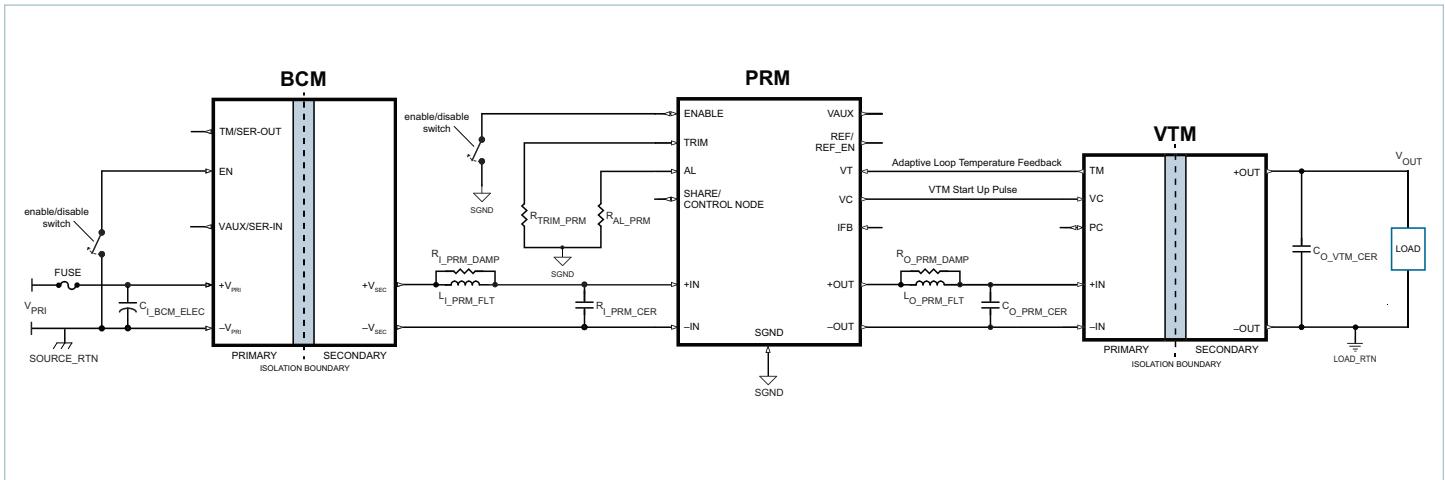 BCM
TM/SER-OUT
EN
VAUX/SER-IN
+V_PRI
–V_PRI
+V_SEC
–V_SEC
PRIMARY
SECONDARY
ISOLATION BOUNDARY
enable/disable
switch
FUSE
V_PRI
C_I_BCM_ELEC
SOURCE_RTN
R_I_PRM_DAMP
L_I_PRM_FLT
R_I_PRM_CER
enable/disable
switch
SGND
R_TRIM_PRM
R_AL_PRM
SGND
PRM
ENABLE
TRIM
AL
SHARE/
CONTROL NODE
+IN
–IN
VAUX
REF/
REF_EN
VT
VC
IFB
+OUT
–OUT
SGND
SGND
Adaptive Loop Temperature Feedback
VTM Start Up Pulse
R_O_PRM_DAMP
L_O_PRM_FLT
C_O_PRM_CER
VTM
TM
VC
PC
+IN
–IN
+OUT
–OUT
PRIMARY
SECONDARY
ISOLATION BOUNDARY
V_OUT
C_O_VTM_CER
LOAD
LOAD_RTN